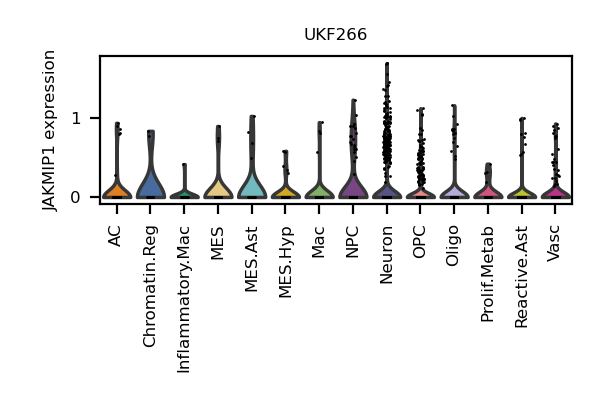 UKF266
JAKMIP1 expression
1
0
AC
Chromatin.Reg
Inflammatory.Mac
MES
MES.Ast
MES.Hyp
Mac
NPC
Neuron
OPC
Oligo
Prolif.Metab
Reactive.Ast
Vasc